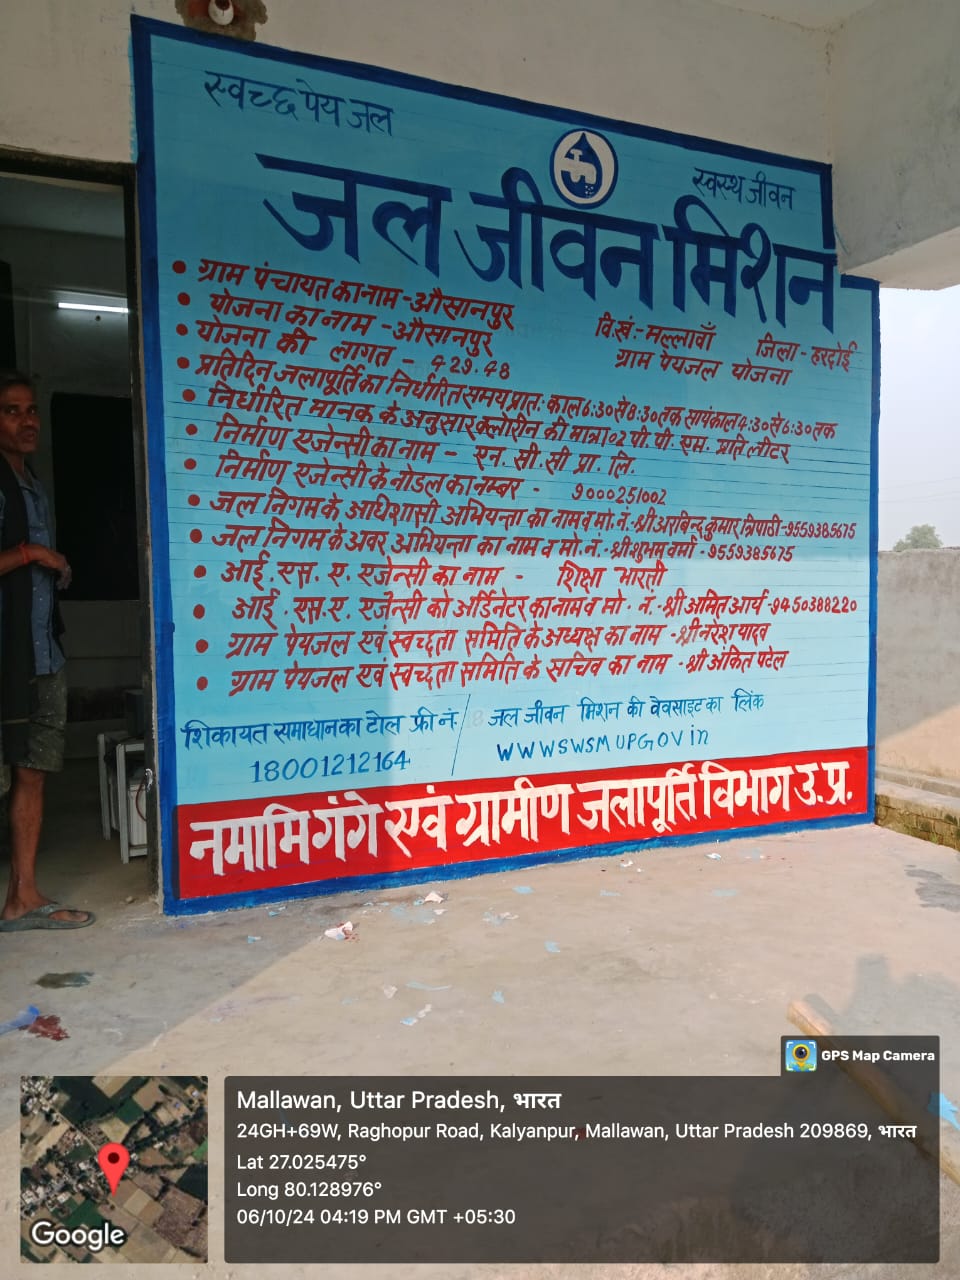 स्वच्छ पेय जल
स्वस्थ जीवन
जल जीवन मिशन
• ग्राम पंचायत का नाम - औसानपुर वि.खं:- मल्लावाँ जिला - हरदोई
• योजना का नाम - औसानपुर ग्राम पेयजल योजना
• योजना की लागत - 429.48
• प्रतिदिन जलापूर्ति का निर्धारित समय प्रात: काल 6:30 से 8:30 तक सायंकाल 4:30 से 6:30 तक
• निर्धारित मानक के अनुसार क्लोरीन की मात्रा 02 पी. पी. एम. प्रति लीटर
• निर्माण एजेन्सी का नाम - एन. सी. सी प्रा. लि.
• निर्माण एजेन्सी के नोडल का नम्बर - 9000251002
• जल निगम के अधिशासी अभियन्ता का नाम व मो. नं.- श्री अरबिन्द कुमार त्रिपाठी - 9559385675
• जल निगम के अवर अभियन्ता का नाम व मो. नं.- श्री शुभम् वर्मा - 9559385675
• आई. एस. ए. एजेन्सी का नाम - शिक्षा भारती
• आई. एस.ए. एजेन्सी को अर्डिनेटर का नाम व मो. नं.- श्री अमित आर्य - 9450388220
• ग्राम पेयजल एवं स्वच्छता समिति के अध्यक्ष का नाम - श्री नरेश यादव
• ग्राम पेयजल एवं स्वच्छता समिति के सचिव का नाम - श्री अंकित पटेल
शिकायत समाधान का टोल फ्री नं. / जल जीवन मिशन की वेवसाइट का लिंक
18001212164 WWWSWSMUPGOVin
नमामि गंगे एवं ग्रामीण जलापूर्ति विभाग उ.प्र.
GPS Map Camera
Mallawan, Uttar Pradesh, भारत
24GH+69W, Raghopur Road, Kalyanpur, Mallawan, Uttar Pradesh 209869, भारत
Lat 27.025475°
Long 80.128976°
06/10/24 04:19 PM GMT +05:30
Google